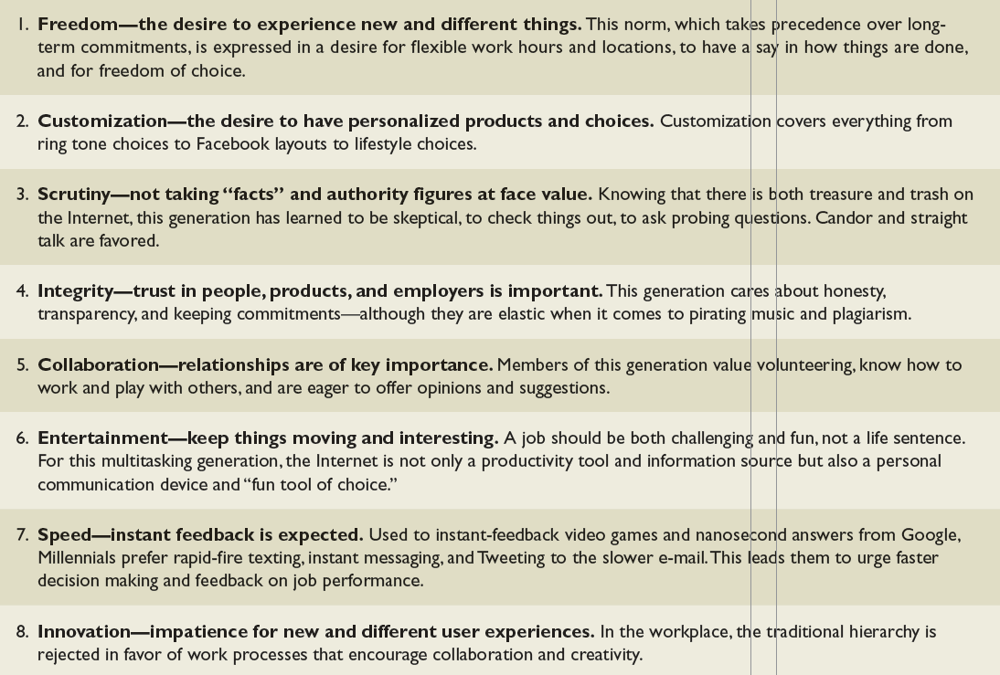 1. Freedom—the desire to experience new and different things. This norm, which takes precedence over long-
term commitments, is expressed in a desire for flexible work hours and locations, to have a say in how things are done,
and for freedom of choice.
2. Customization—the desire to have personalized products and choices. Customization covers everything from
ring tone choices to Facebook layouts to lifestyle choices.
3. Scrutiny—not taking “facts” and authority figures at face value. Knowing that there is both treasure and trash on
the Internet, this generation has learned to be skeptical, to check things out, to ask probing questions. Candor and straight
talk are favored.
4. Integrity—trust in people, products, and employers is important. This generation cares about honesty,
transparency, and keeping commitments—although they are elastic when it comes to pirating music and plagiarism.
5. Collaboration—relationships are of key importance. Members of this generation value volunteering, know how to
work and play with others, and are eager to offer opinions and suggestions.
6. Entertainment—keep things moving and interesting. A job should be both challenging and fun, not a life sentence.
For this multitasking generation, the Internet is not only a productivity tool and information source but also a personal
communication device and “fun tool of choice.”
7. Speed—instant feedback is expected. Used to instant-feedback video games and nanosecond answers from Google,
Millennials prefer rapid-fire texting, instant messaging, and Tweeting to the slower e-mail. This leads them to urge faster
decision making and feedback on job performance.
8. Innovation—impatience for new and different user experiences. In the workplace, the traditional hierarchy is
rejected in favor of work processes that encourage collaboration and creativity.